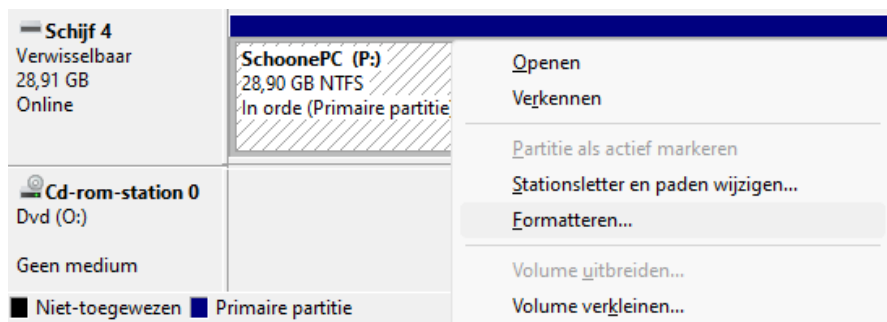 Schijf 4
Verwisselbaar
28,91 GB
Online
SchoonePC (P:)
28,90 GB NTFS
In orde (Primaire partitie)
Openen
Verkennen
Partitie als actief markeren
Stationsletter en paden wijzigen...
Formatteren...
Volume uitbreiden...
Volume verkleinen...
Cd-rom-station 0
Dvd (O:)
Geen medium
Niet-toegewezen
Primaire partitie